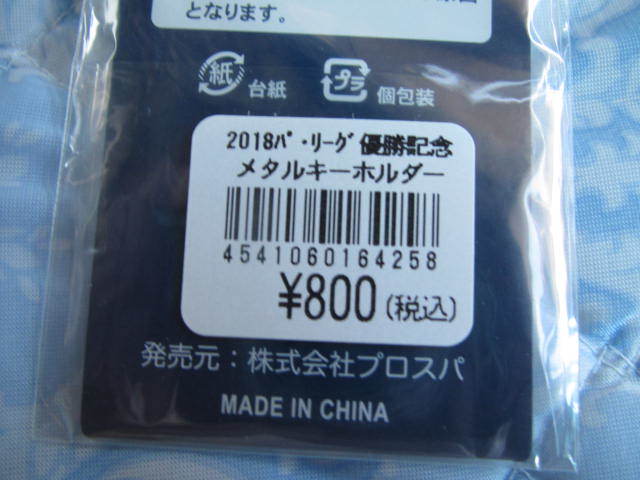 となります。
紙 台紙 プラ 個包装
2018パ・リーグ優勝記念
メタルキーホルダー
4541060164258
¥800(税込)
発売元：株式会社プロスパ
MADE IN CHINA